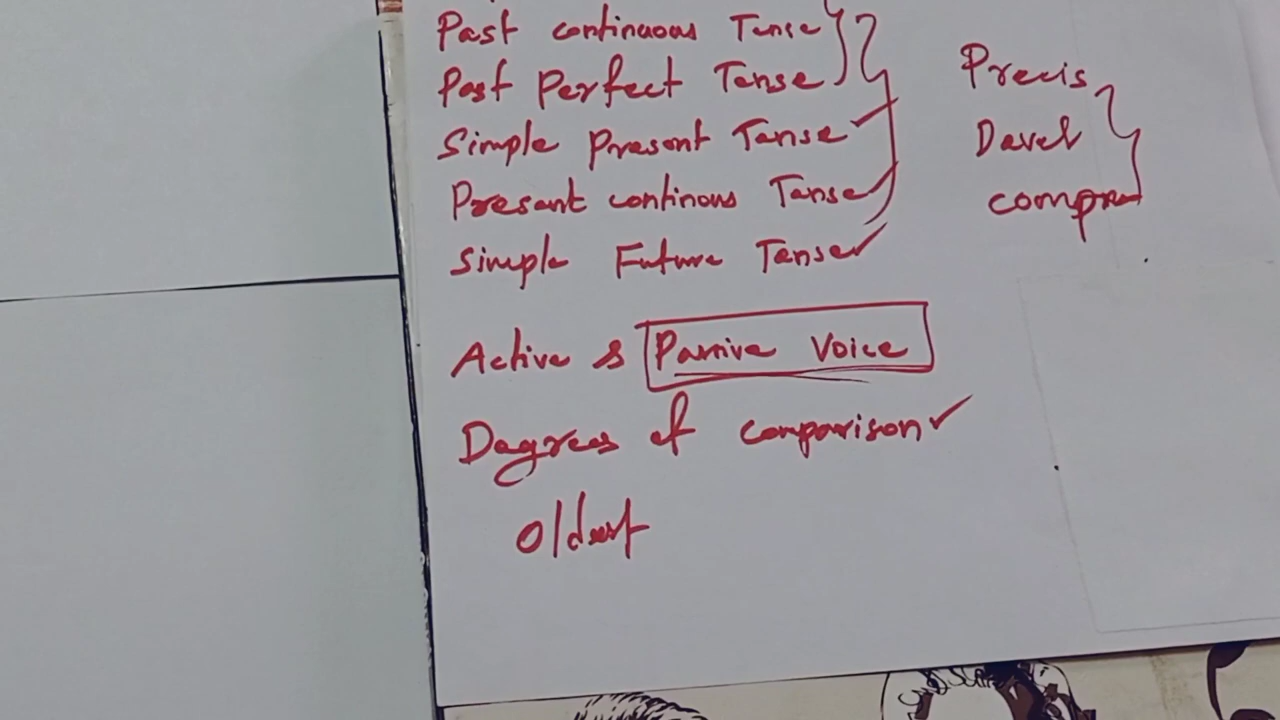 Past continuous Tense
Past Perfect Tense
Simple Present Tense
Present continous Tense
Simple Future Tense
Active & Passive Voice
Degrees of comparison
Oldest
Precis
Devel
compre